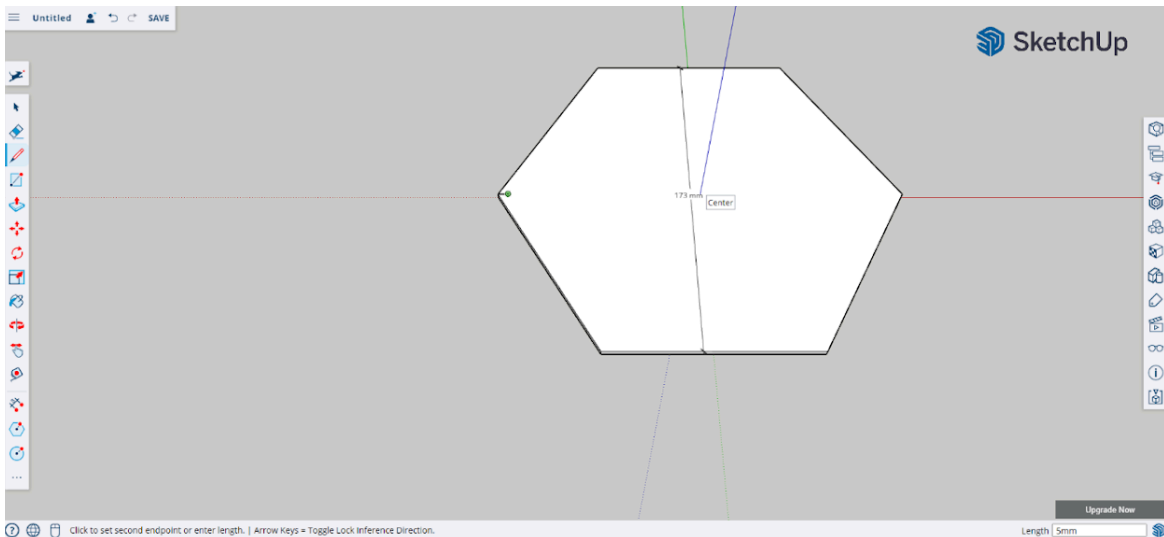 Untitled SAVE
SketchUp
173 mm
Center
Upgrade Now
Click to set second endpoint or enter length. | Arrow Keys = Toggle Lock Inference Direction.
Length 5mm